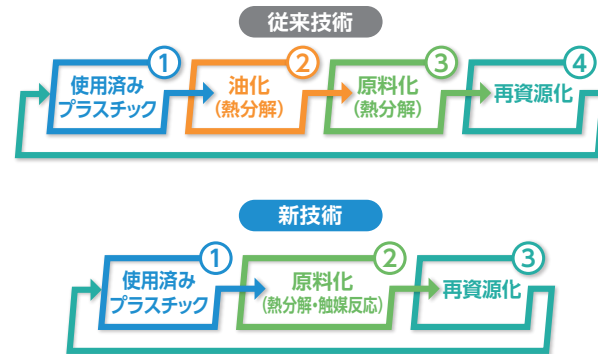 従来技術
① ② ③ ④
使用済み
プラスチック
油化
（熱分解）
原料化
（熱分解）
再資源化
新技術
① ② ③
使用済み
プラスチック
原料化
（熱分解・触媒反応）
再資源化